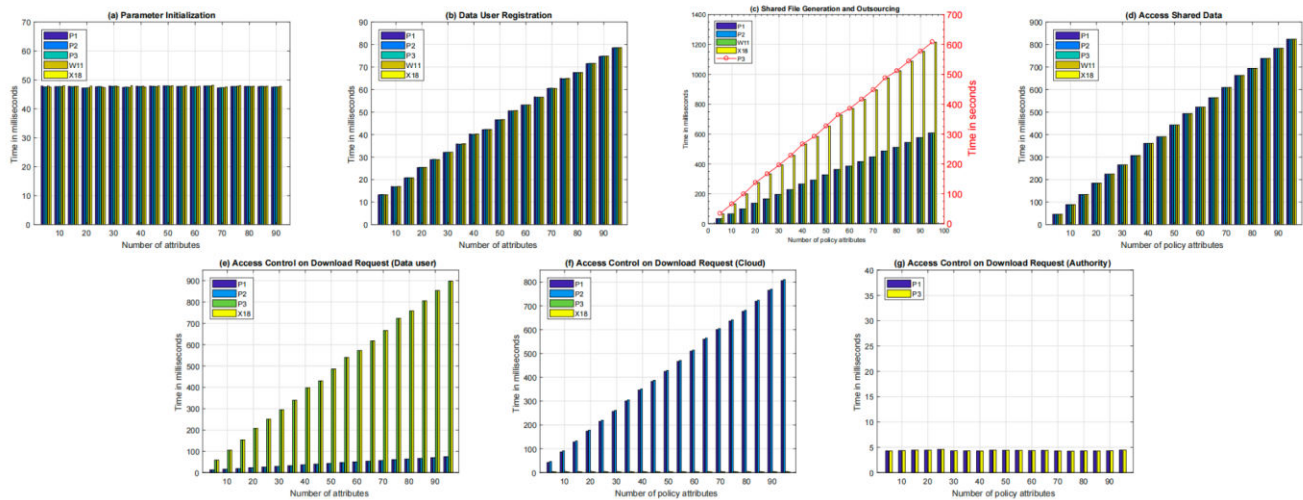 (a) Parameter Initialization
70
60
50
40
30
20
10
0
Time in milliseconds
P1
P2
P3
W11
X18
10 20 30 40 50 60 70 80 90
Number of attributes
(b) Data User Registration
90
80
70
60
50
40
30
20
10
0
Time in milliseconds
P1
P2
P3
W11
X18
10 20 30 40 50 60 70 80 90
Number of attributes
(c) Shared File Generation and Outsourcing
1400
1200
1000
800
600
400
200
0
Time in milliseconds
P1
P2
W11
X18
P3
700
600
500
400
300
200
100
0
Time in seconds
0 10 20 30 40 50 60 70 80 90 100
Number of policy attributes
(d) Access Shared Data
900
800
700
600
500
400
300
200
100
0
Time in milliseconds
P1
P2
P3
W11
X18
10 20 30 40 50 60 70 80 90
Number of policy attributes
(e) Access Control on Download Request (Data user)
900
800
700
600
500
400
300
200
100
0
Time in milliseconds
P1
P2
P3
X18
10 20 30 40 50 60 70 80 90
Number of attributes
(f) Access Control on Download Request (Cloud)
800
700
600
500
400
300
200
100
0
Time in milliseconds
P1
P2
P3
X18
10 20 30 40 50 60 70 80 90
Number of policy attributes
(g) Access Control on Download Request (Authority)
40
35
30
25
20
15
10
5
0
Time in milliseconds
P1
P3
10 20 30 40 50 60 70 80 90
Number of policy attributes